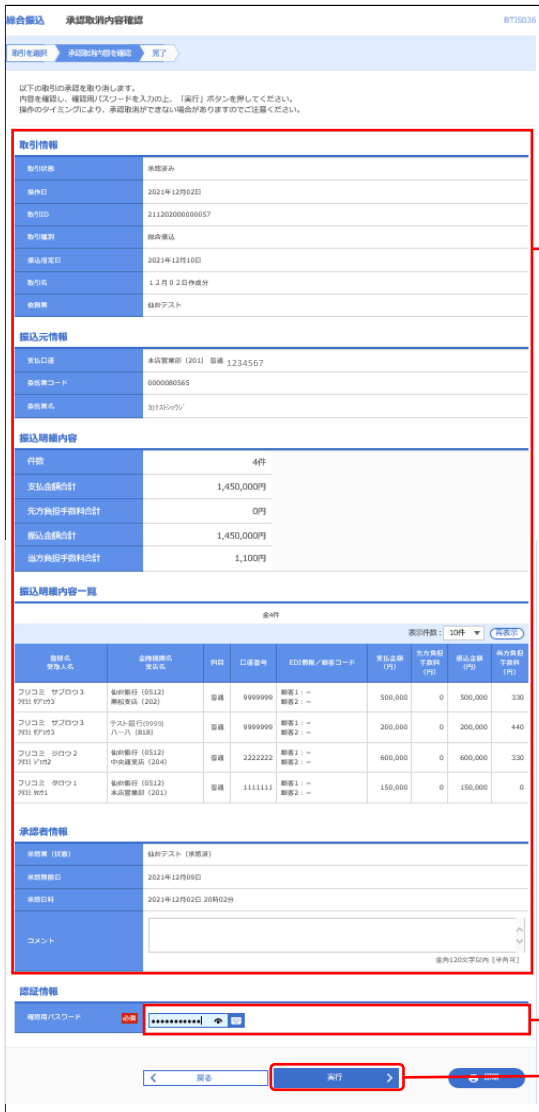 総合振込 承認取消内容確認 BTIS036
取引を選択 承認取消内容を確認 完了
以下の取引の承認を取り消します。
内容を確認し、確認用パスワードを入力の上、「実行」ボタンを押してください。
操作のタイミングにより、承認取消ができない場合がありますのでご注意ください。
取引情報
取引状態 承認済み
操作日 2021年12月02日
取引ID 211202000000057
取引種別 総合振込
振込指定日 2021年12月10日
取引名 12月02日作成分
依頼者 仙台テスト
振込元情報
支払口座 本店営業部(201) 普通 1234567
委託者コード 0000080565
委託者名 カ)テストショウジ
振込明細内容
件数 4件
支払金額合計 1,450,000円
先方負担手数料合計 0円
振込金額合計 1,450,000円
当方負担手数料合計 1,100円
振込明細内容一覧
全4件
表示件数: 10件 再表示
登録名 金融機関名 科目 口座番号 EDI情報/顧客コード 支払金額 先方負担 振込金額 当方負担
受取人名 支店名 (円) 手数料 (円) 手数料
(円) (円)
フリコミ サブロウ3 仙台銀行(0512) 普通 9999999 顧客1:- 500,000 0 500,000 330
フリコミ サブロウ3 黒松支店(202) 顧客2:-
フリコミ サブロウ3 テスト銀行(9999) 普通 9999999 顧客1:- 200,000 0 200,000 440
フリコミ サブロウ3 ハーハ(818) 顧客2:-
フリコミ ジロウ2 仙台銀行(0512) 普通 2222222 顧客1:- 600,000 0 600,000 330
フリコミ ジロウ2 中央通支店(204) 顧客2:-
フリコミ タロウ1 仙台銀行(0512) 普通 1111111 顧客1:- 150,000 0 150,000 0
フリコミ タロウ1 本店営業部(201) 顧客2:-
承認者情報
承認者(状態) 仙台テスト(承認済)
承認期限日 2021年12月09日
承認日時 2021年12月02日 20時02分
コメント
全角120文字以内[半角可]
認証情報
確認用パスワード 必須 •••••••••••
戻る 実行 印刷